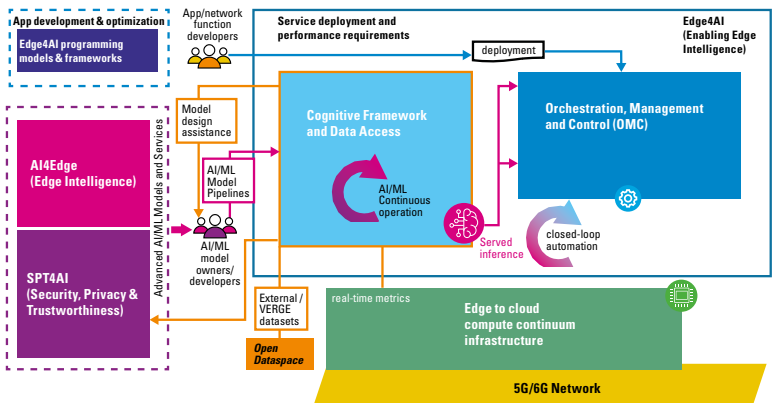 App development & optimization
Edge4AI programming
models & frameworks
App/network
function
developers
Service deployment and
performance requirements
Edge4AI
(Enabling Edge
Intelligence)
deployment
Model
design
assistance
Cognitive Framework
and Data Access
Orchestration, Management
and Control (OMC)
AI4Edge
(Edge Intelligence)
Advanced AI/ML Models and Services
AI/ML
Model
Pipelines
AI/ML
Continuous
operation
AI/ML
model
owners/
developers
Served
inference
closed-loop
automation
SPT4AI
(Security, Privacy &
Trustworthiness)
External /
VERGE
datasets
Open
Dataspace
real-time metrics
Edge to cloud
compute continuum
infrastructure
5G/6G Network